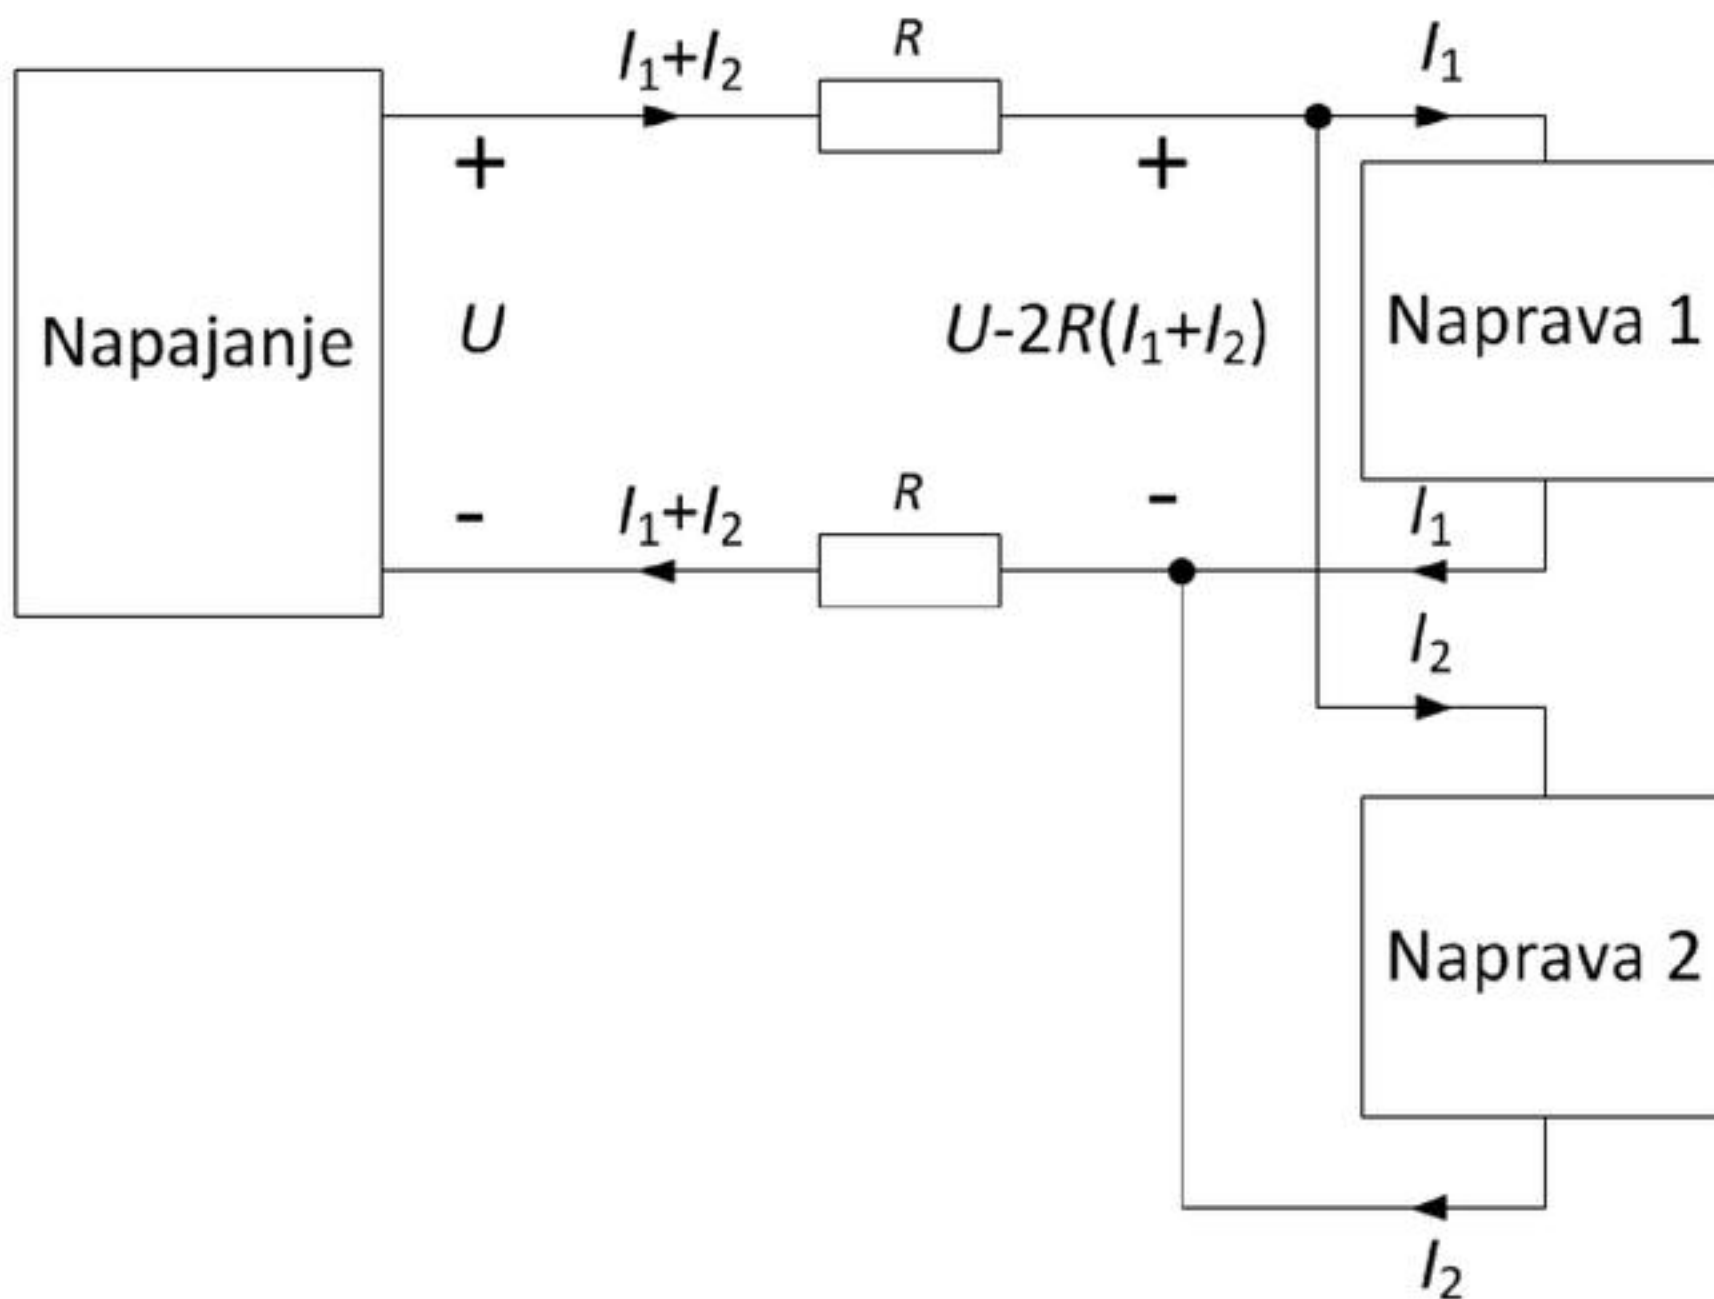 I₁+I₂
R
I₁
+
+
Napajanje
U
U-2R(I₁+I₂)
Naprava 1
-
I₁+I₂
R
-
I₁
I₂
Naprava 2
I₂